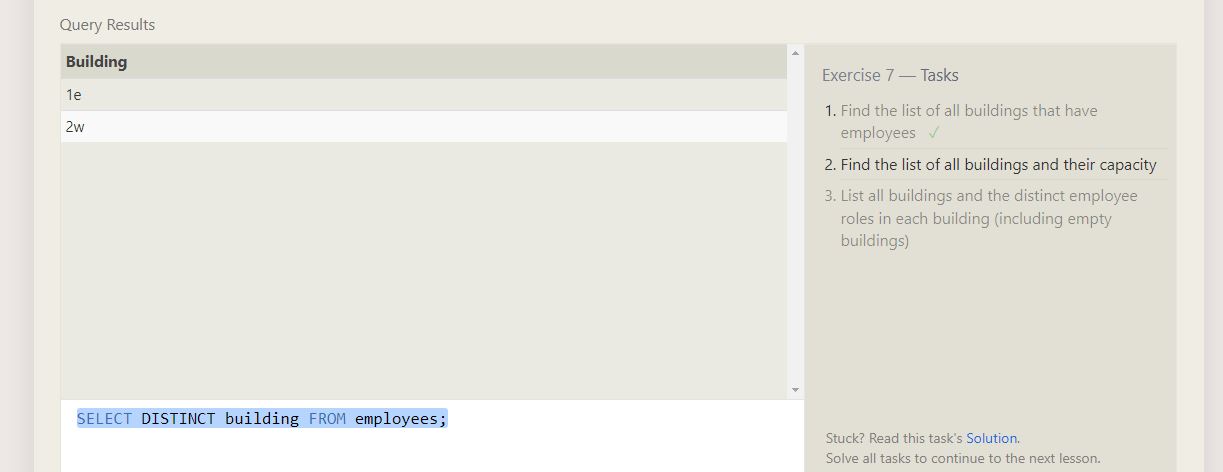 Query Results
Building
1e
2w
SELECT DISTINCT building FROM employees;
Exercise 7 — Tasks
1. Find the list of all buildings that have
employees ✓
2. Find the list of all buildings and their capacity
3. List all buildings and the distinct employee
roles in each building (including empty
buildings)
Stuck? Read this task's Solution.
Solve all tasks to continue to the next lesson.